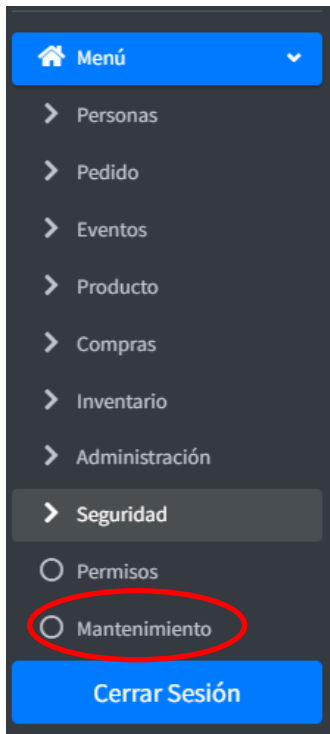 Menú
Personas
Pedido
Eventos
Producto
Compras
Inventario
Administración
Seguridad
Permisos
Mantenimiento
Cerrar Sesión